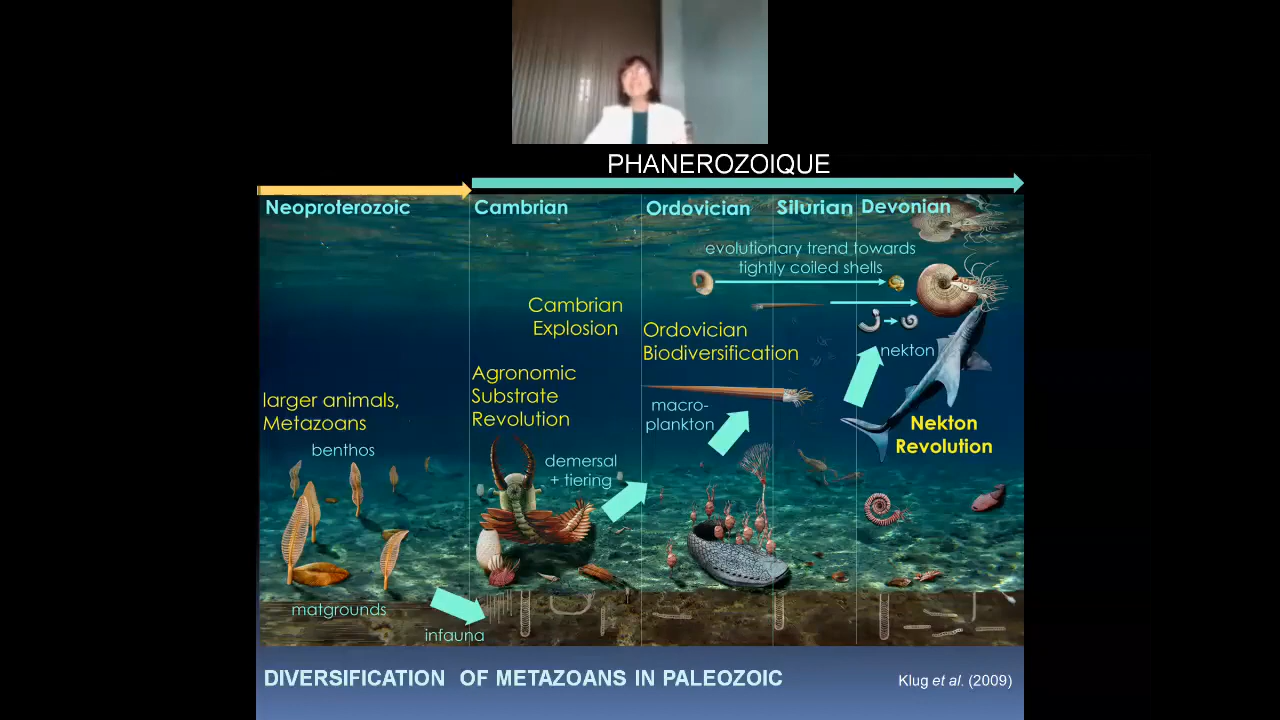 PHANEROZOIQUE
Neoproterozoic
Cambrian
Ordovician
Silurian
Devonian
evolutionary trend towards
tightly coiled shells
Cambrian
Explosion
Ordovician
Biodiversification
nekton
Agronomic
Substrate
Revolution
larger animals,
Metazoans
benthos
macro-
plankton
Nekton
Revolution
demersal
+ tiering
matgrounds
infauna
DIVERSIFICATION OF METAZOANS IN PALEOZOIC
Klug et al. (2009)